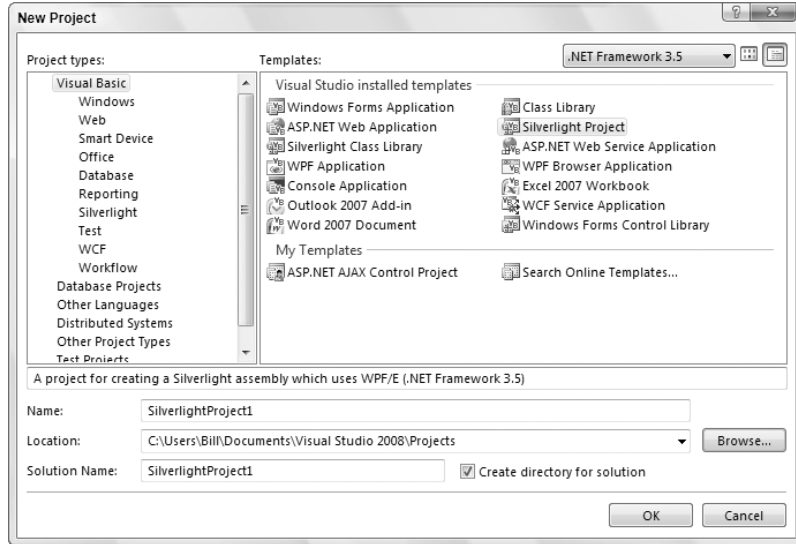 New Project
Project types:
Templates:
.NET Framework 3.5
Visual Basic
Windows
Web
Smart Device
Office
Database
Reporting
Silverlight
Test
WCF
Workflow
Database Projects
Other Languages
Distributed Systems
Other Project Types
Test Projects
Visual Studio installed templates
Windows Forms Application
Class Library
ASP.NET Web Application
Silverlight Project
Silverlight Class Library
ASP.NET Web Service Application
WPF Application
WPF Browser Application
Console Application
Excel 2007 Workbook
Outlook 2007 Add-in
WCF Service Application
Word 2007 Document
Windows Forms Control Library
My Templates
ASP.NET AJAX Control Project
Search Online Templates...
A project for creating a Silverlight assembly which uses WPF/E (.NET Framework 3.5)
Name:
SilverlightProject1
Location:
C:\Users\Bill\Documents\Visual Studio 2008\Projects
Browse...
Solution Name:
SilverlightProject1
Create directory for solution
OK
Cancel